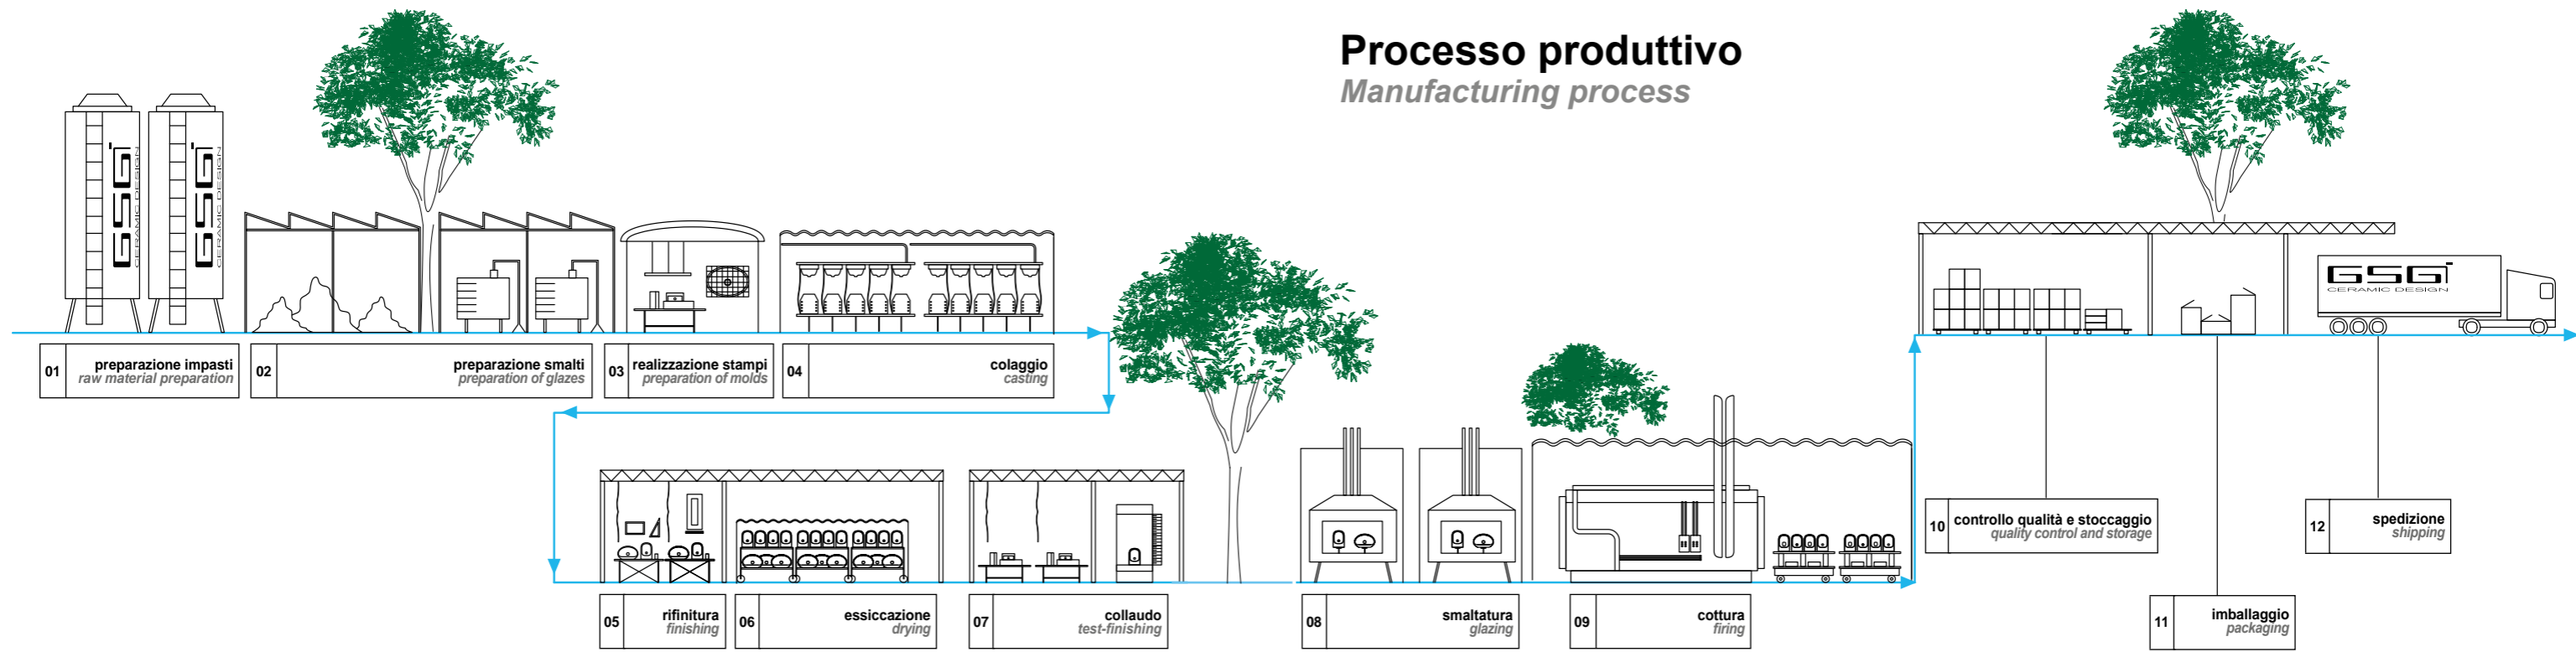 Processo produttivo
Manufacturing process
GSG
CERAMIC DESIGN
GSG
CERAMIC DESIGN
01
preparazione impasti
raw material preparation
02
preparazione smalti
preparation of glazes
03
realizzazione stampi
preparation of molds
04
colaggio
casting
05
rifinitura
finishing
06
essiccazione
drying
07
collaudo
test-finishing
08
smaltatura
glazing
09
cottura
firing
GSG
CERAMIC DESIGN
10
controllo qualità e stoccaggio
quality control and storage
11
imballaggio
packaging
12
spedizione
shipping